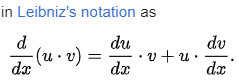 in Leibniz's notation as
d/dx (u · v) = du/dx · v + u · dv/dx.